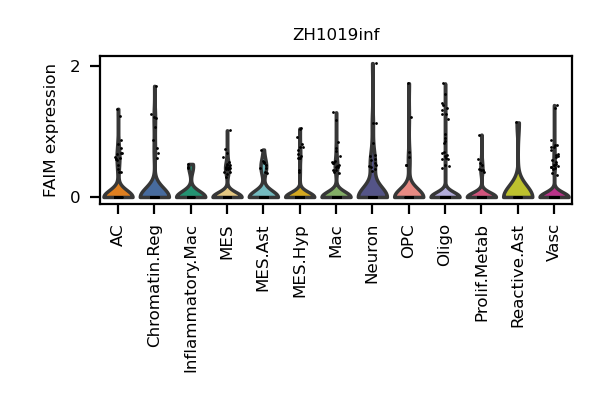 ZH1019inf
FAIM expression
2
0
AC
Chromatin.Reg
Inflammatory.Mac
MES
MES.Ast
MES.Hyp
Mac
Neuron
OPC
Oligo
Prolif.Metab
Reactive.Ast
Vasc